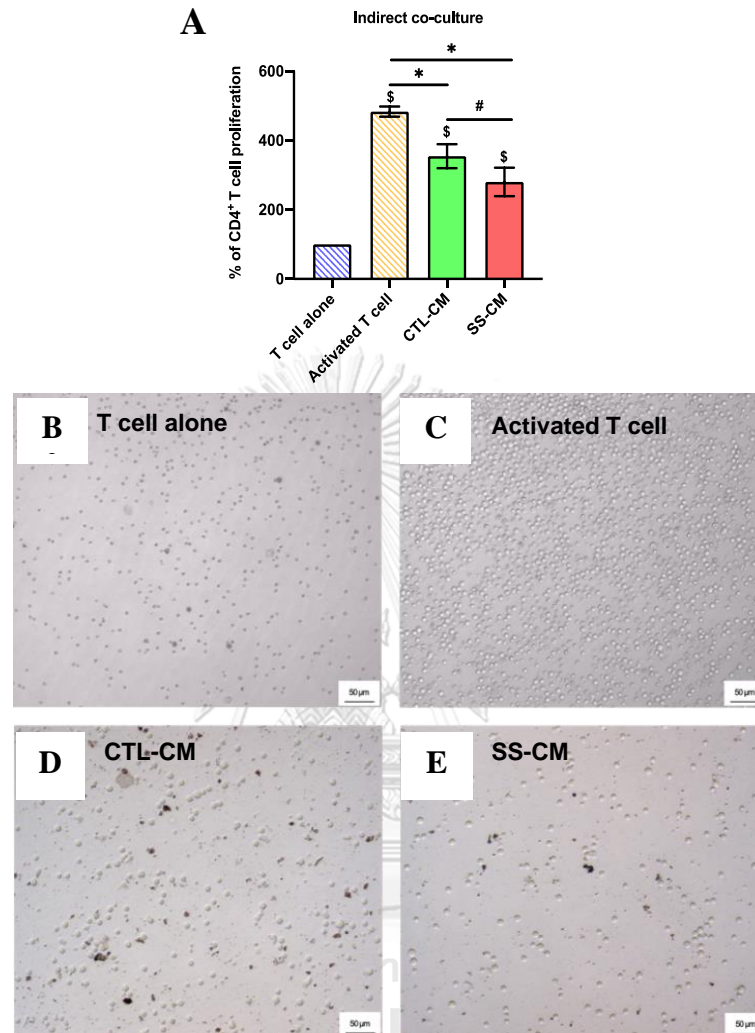 A
Indirect co-culture
% of CD4⁺ T cell proliferation
600
400
200
0
*
*
#
$
$
$
T cell alone
Activated T cell
CTL-CM
SS-CM
B T cell alone
50 µm
C Activated T cell
50 µm
D CTL-CM
50 µm
E SS-CM
50 µm